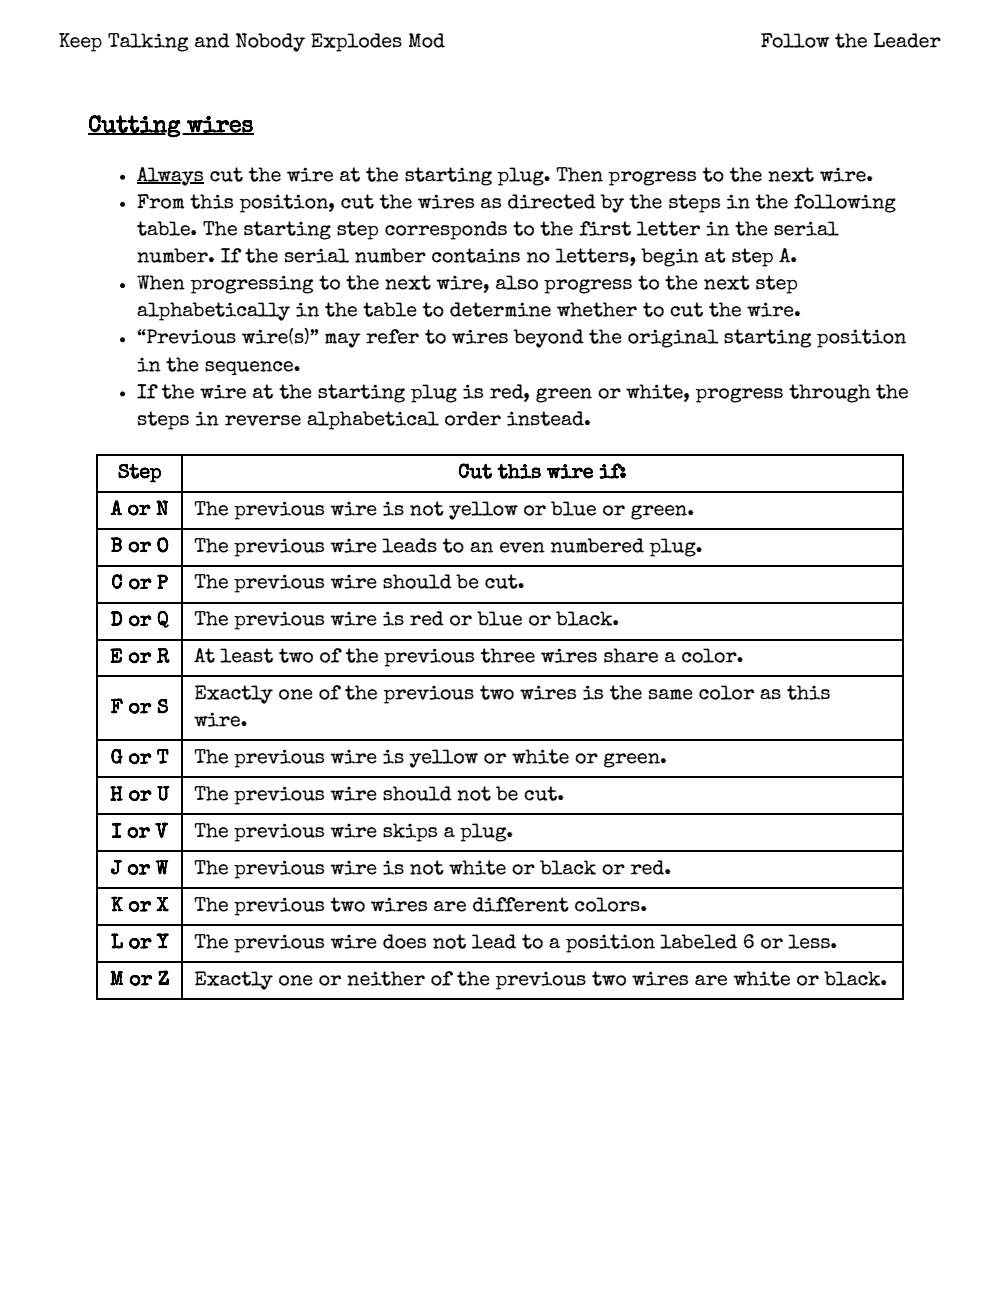 Keep Talking and Nobody Explodes Mod Follow the Leader
Cutting wires
• Always cut the wire at the starting plug. Then progress to the next wire.
• From this position, cut the wires as directed by the steps in the following
table. The starting step corresponds to the first letter in the serial
number. If the serial number contains no letters, begin at step A.
• When progressing to the next wire, also progress to the next step
alphabetically in the table to determine whether to cut the wire.
• “Previous wire(s)” may refer to wires beyond the original starting position
in the sequence.
• If the wire at the starting plug is red, green or white, progress through the
steps in reverse alphabetical order instead.
Step Cut this wire if:
A or N The previous wire is not yellow or blue or green.
B or O The previous wire leads to an even numbered plug.
C or P The previous wire should be cut.
D or Q The previous wire is red or blue or black.
E or R At least two of the previous three wires share a color.
F or S Exactly one of the previous two wires is the same color as this
wire.
G or T The previous wire is yellow or white or green.
H or U The previous wire should not be cut.
I or V The previous wire skips a plug.
J or W The previous wire is not white or black or red.
K or X The previous two wires are different colors.
L or Y The previous wire does not lead to a position labeled 6 or less.
M or Z Exactly one or neither of the previous two wires are white or black.